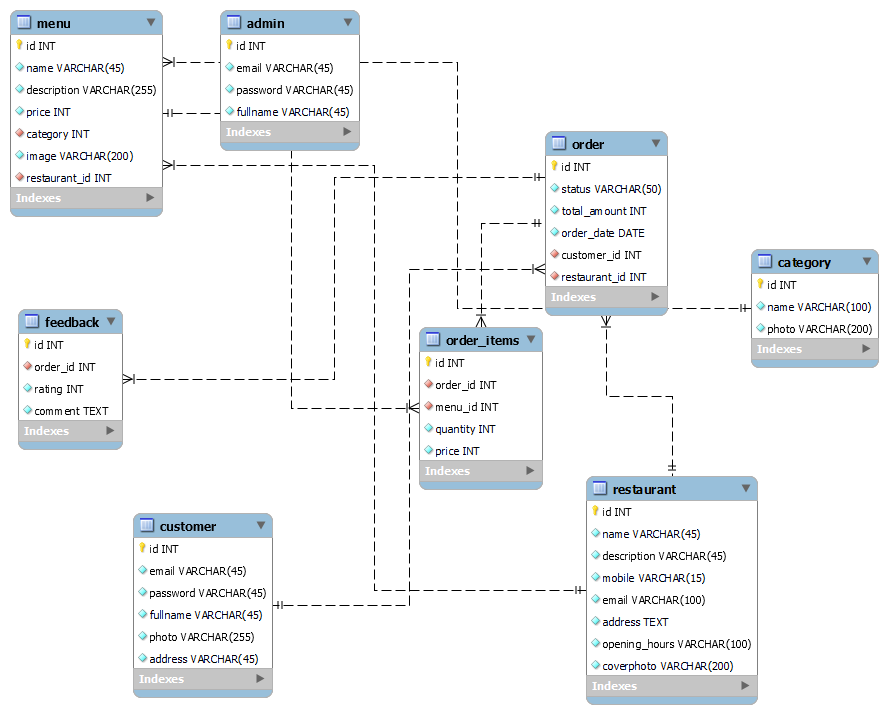 menu
id INT
name VARCHAR(45)
description VARCHAR(255)
price INT
category INT
image VARCHAR(200)
restaurant_id INT
Indexes
admin
id INT
email VARCHAR(45)
password VARCHAR(45)
fullname VARCHAR(45)
Indexes
order
id INT
status VARCHAR(50)
total_amount INT
order_date DATE
customer_id INT
restaurant_id INT
Indexes
category
id INT
name VARCHAR(100)
photo VARCHAR(200)
Indexes
feedback
id INT
order_id INT
rating INT
comment TEXT
Indexes
order_items
id INT
order_id INT
menu_id INT
quantity INT
price INT
Indexes
customer
id INT
email VARCHAR(45)
password VARCHAR(45)
fullname VARCHAR(45)
photo VARCHAR(255)
address VARCHAR(45)
Indexes
restaurant
id INT
name VARCHAR(45)
description VARCHAR(45)
mobile VARCHAR(15)
email VARCHAR(100)
address TEXT
opening_hours VARCHAR(100)
coverphoto VARCHAR(200)
Indexes